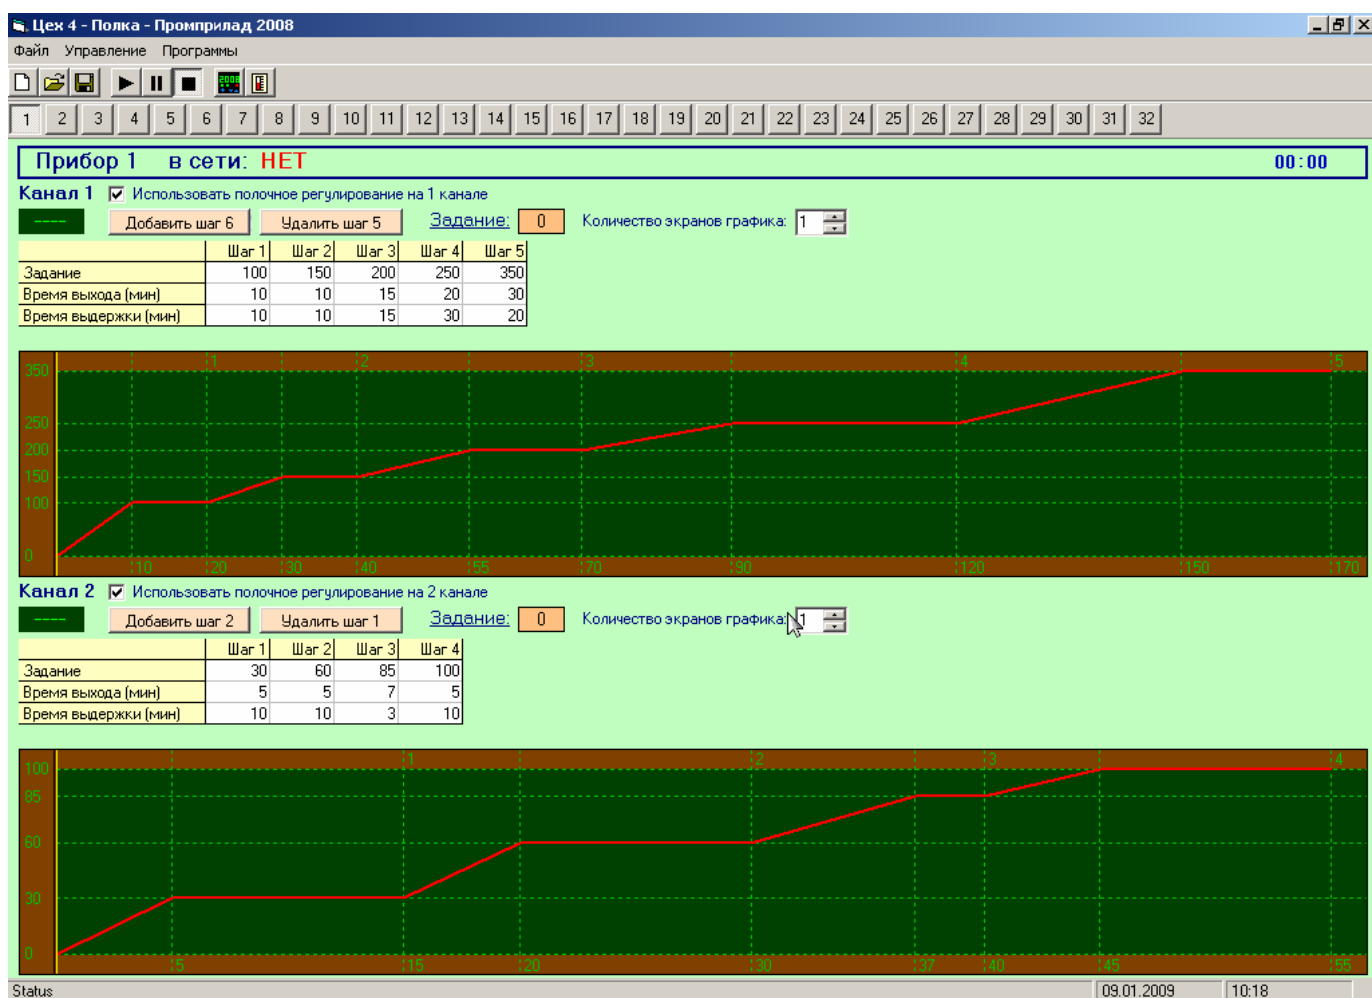 Цех 4 - Полка - Промприлад 2008
Файл Управление Программы
2008
1 2 3 4 5 6 7 8 9 10 11 12 13 14 15 16 17 18 19 20 21 22 23 24 25 26 27 28 29 30 31 32
Прибор 1 в сети: НЕТ 00:00
Канал 1 Использовать полочное регулирование на 1 канале
---- Добавить шаг 6 Удалить шаг 5 Задание: 0 Количество экранов графика: 1
Шаг 1 Шаг 2 Шаг 3 Шаг 4 Шаг 5
Задание 100 150 200 250 350
Время выхода (мин) 10 10 15 20 30
Время выдержки (мин) 10 10 15 30 20
1 2 3 4 5
350
250
200
150
100
0
10 20 30 40 55 70 90 120 150 170
Канал 2 Использовать полочное регулирование на 2 канале
---- Добавить шаг 2 Удалить шаг 1 Задание: 0 Количество экранов графика: 1
Шаг 1 Шаг 2 Шаг 3 Шаг 4
Задание 30 60 85 100
Время выхода (мин) 5 5 7 5
Время выдержки (мин) 10 10 3 10
1 2 3 4
100
85
60
30
0
5 15 20 30 37 40 45 55
Status 09.01.2009 10:18